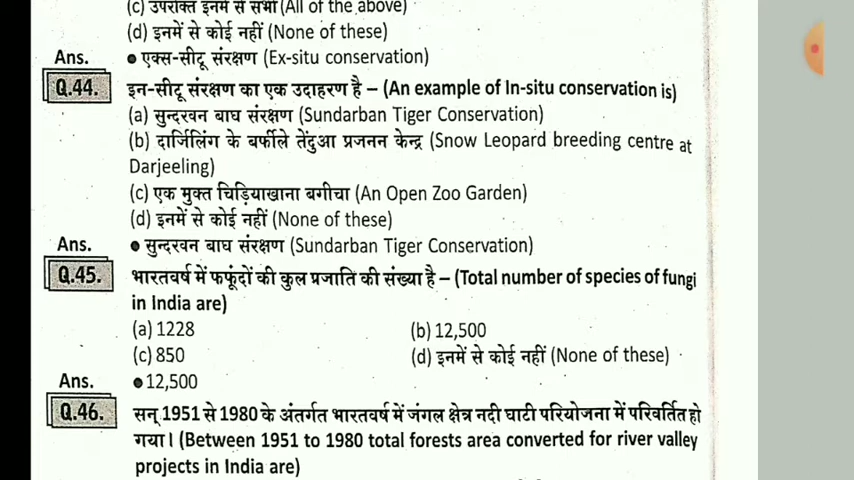 (c) उपरोक्त इनमें से सभी (All of the above)
(d) इनमें से कोई नहीं (None of these)
Ans. ● एक्स-सीटू संरक्षण (Ex-situ conservation)
Q.44. इन-सीटू संरक्षण का एक उदाहरण है – (An example of In-situ conservation is)
(a) सुन्दरवन बाघ संरक्षण (Sundarban Tiger Conservation)
(b) दार्जिलिंग के बर्फीले तेंदुआ प्रजनन केन्द्र (Snow Leopard breeding centre at
Darjeeling)
(c) एक मुक्त चिड़ियाखाना बगीचा (An Open Zoo Garden)
(d) इनमें से कोई नहीं (None of these)
Ans. ● सुन्दरवन बाघ संरक्षण (Sundarban Tiger Conservation)
Q.45. भारतवर्ष में फफूंदों की कुल प्रजाति की संख्या है – (Total number of species of fungi
in India are)
(a) 1228 (b) 12,500
(c) 850 (d) इनमें से कोई नहीं (None of these)
Ans. ● 12,500
Q.46. सन् 1951 से 1980 के अंतर्गत भारतवर्ष में जंगल क्षेत्र नदी घाटी परियोजना में परिवर्तित हो
गया। (Between 1951 to 1980 total forests area converted for river valley
projects in India are)